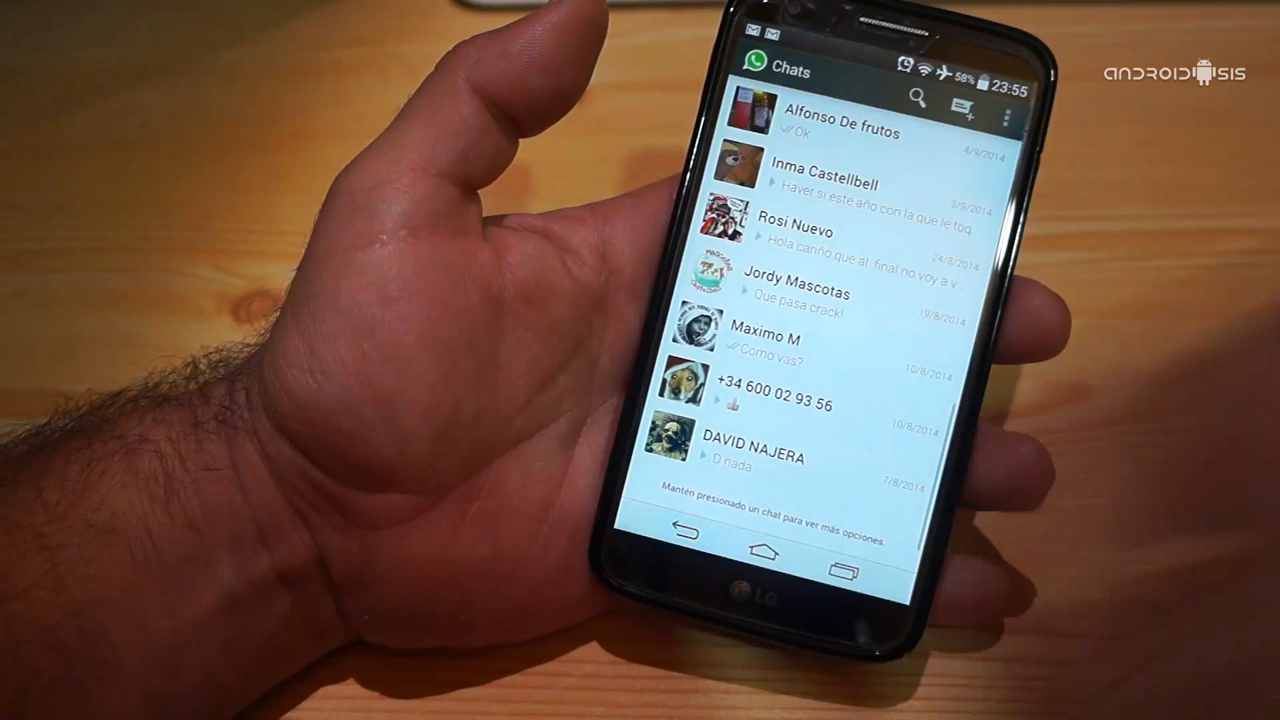 ANDROIDSIS
58% 23:55
Chats
Alfonso De frutos
Ok
4/9/2014
Inma Castellbell
Haver si este año con la que le toq..
3/9/2014
Rosi Nuevo
Hola cariño que al final no voy a v...
24/8/2014
Jordy Mascotas
Que pasa crack!
19/8/2014
Maximo M
Como vas?
10/8/2014
+34 600 02 93 56
10/8/2014
DAVID NAJERA
D nada
7/8/2014
Mantén presionado un chat para ver más opciones.
LG